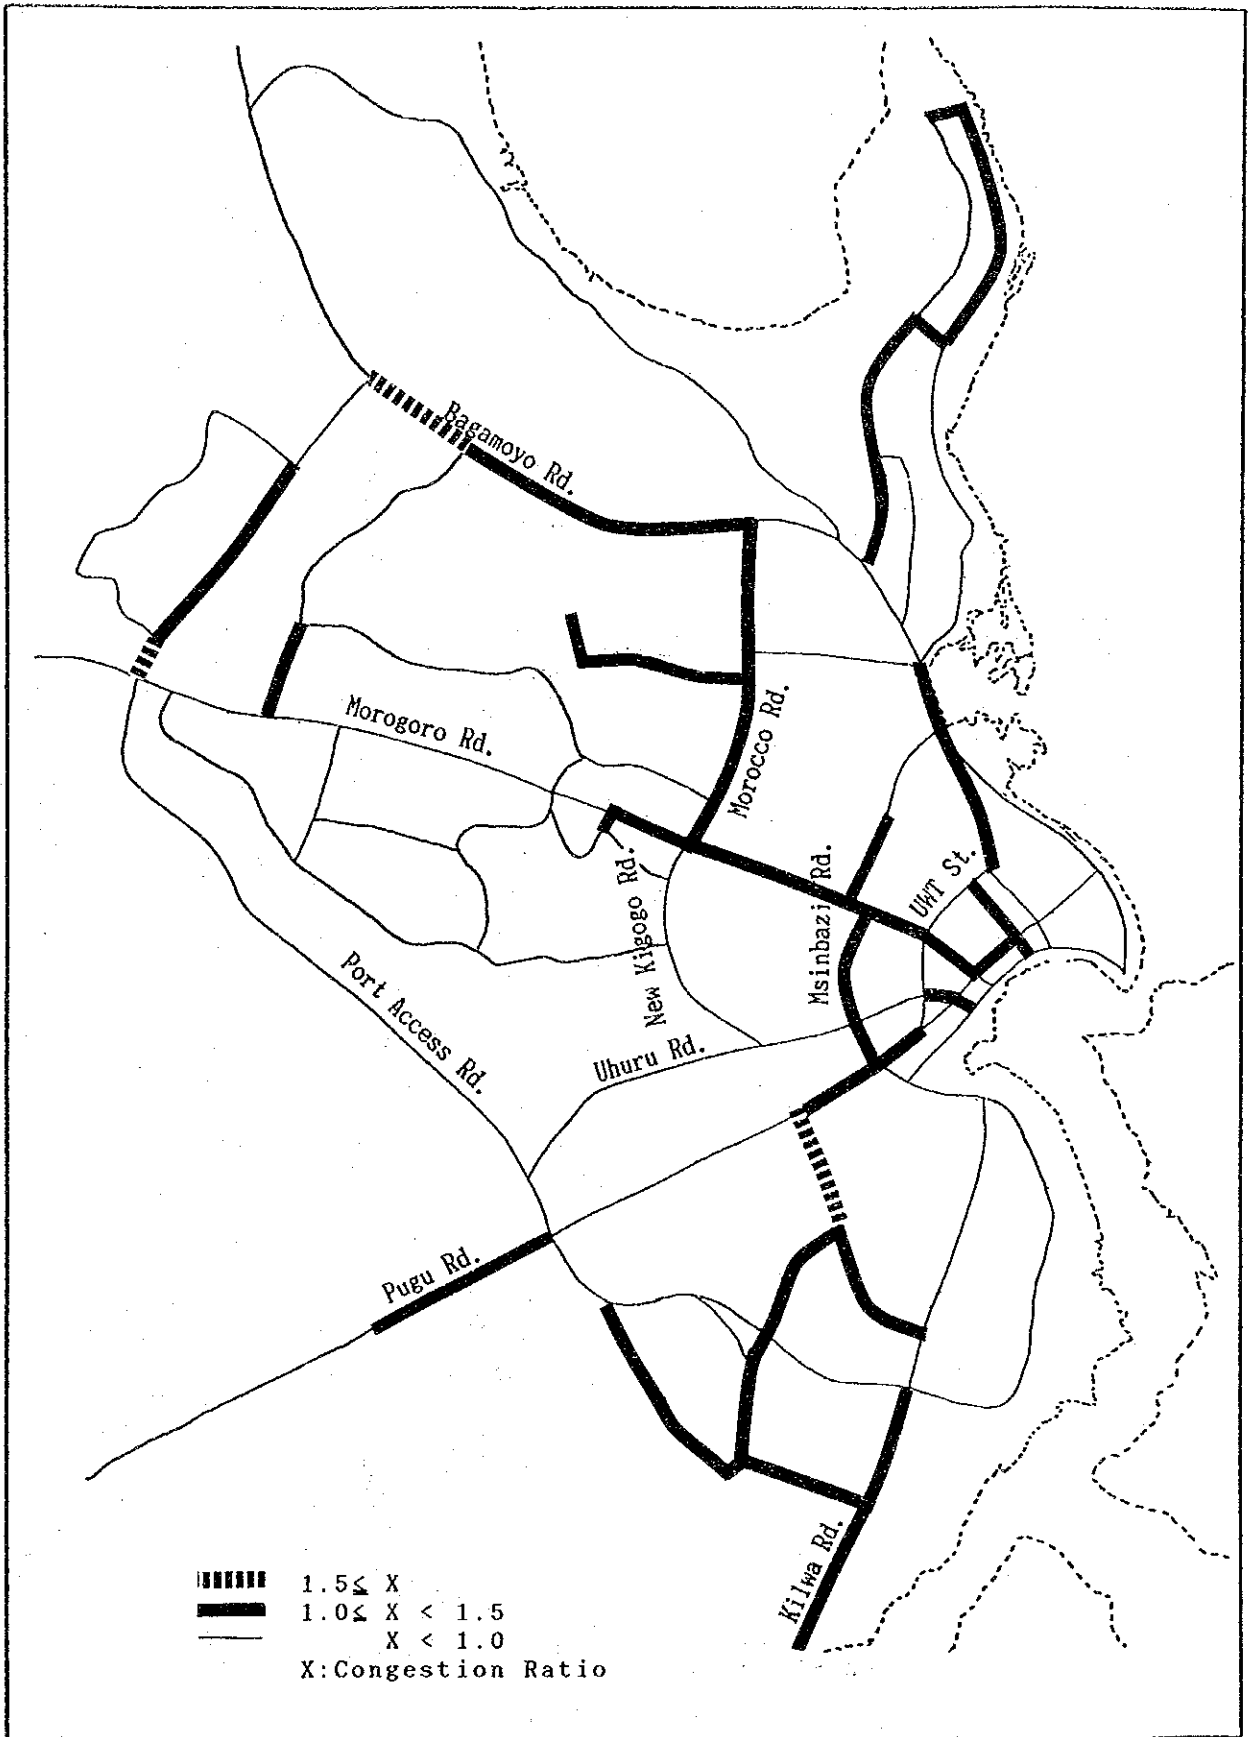 Bagamoyo Rd.
Morogoro Rd.
Morocco Rd.
Msinbazi Rd.
UWT St.
New Kigogo Rd.
Port Access Rd.
Uhuru Rd.
Pugu Rd.
Kilwa Rd.
1.5≦ X
1.0≦ X < 1.5
X < 1.0
X:Congestion Ratio